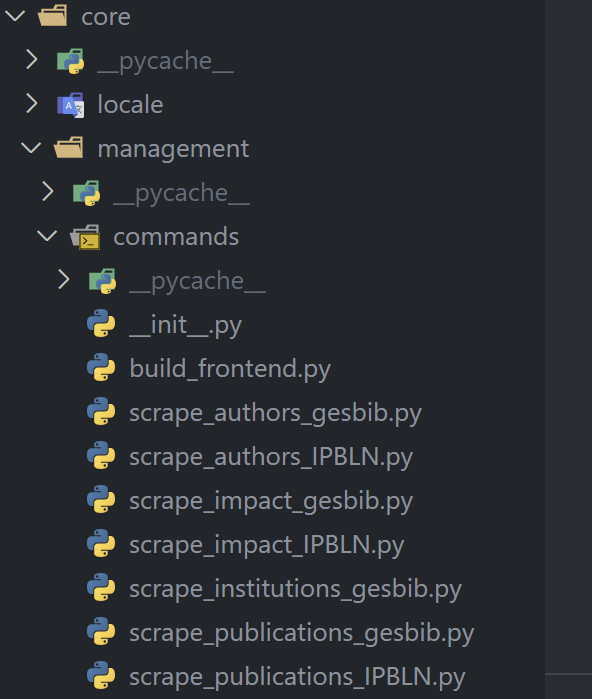 core
__pycache__
locale
management
__pycache__
commands
__pycache__
__init__.py
build_frontend.py
scrape_authors_gesbib.py
scrape_authors_IPBLN.py
scrape_impact_gesbib.py
scrape_impact_IPBLN.py
scrape_institutions_gesbib.py
scrape_publications_gesbib.py
scrape_publications_IPBLN.py